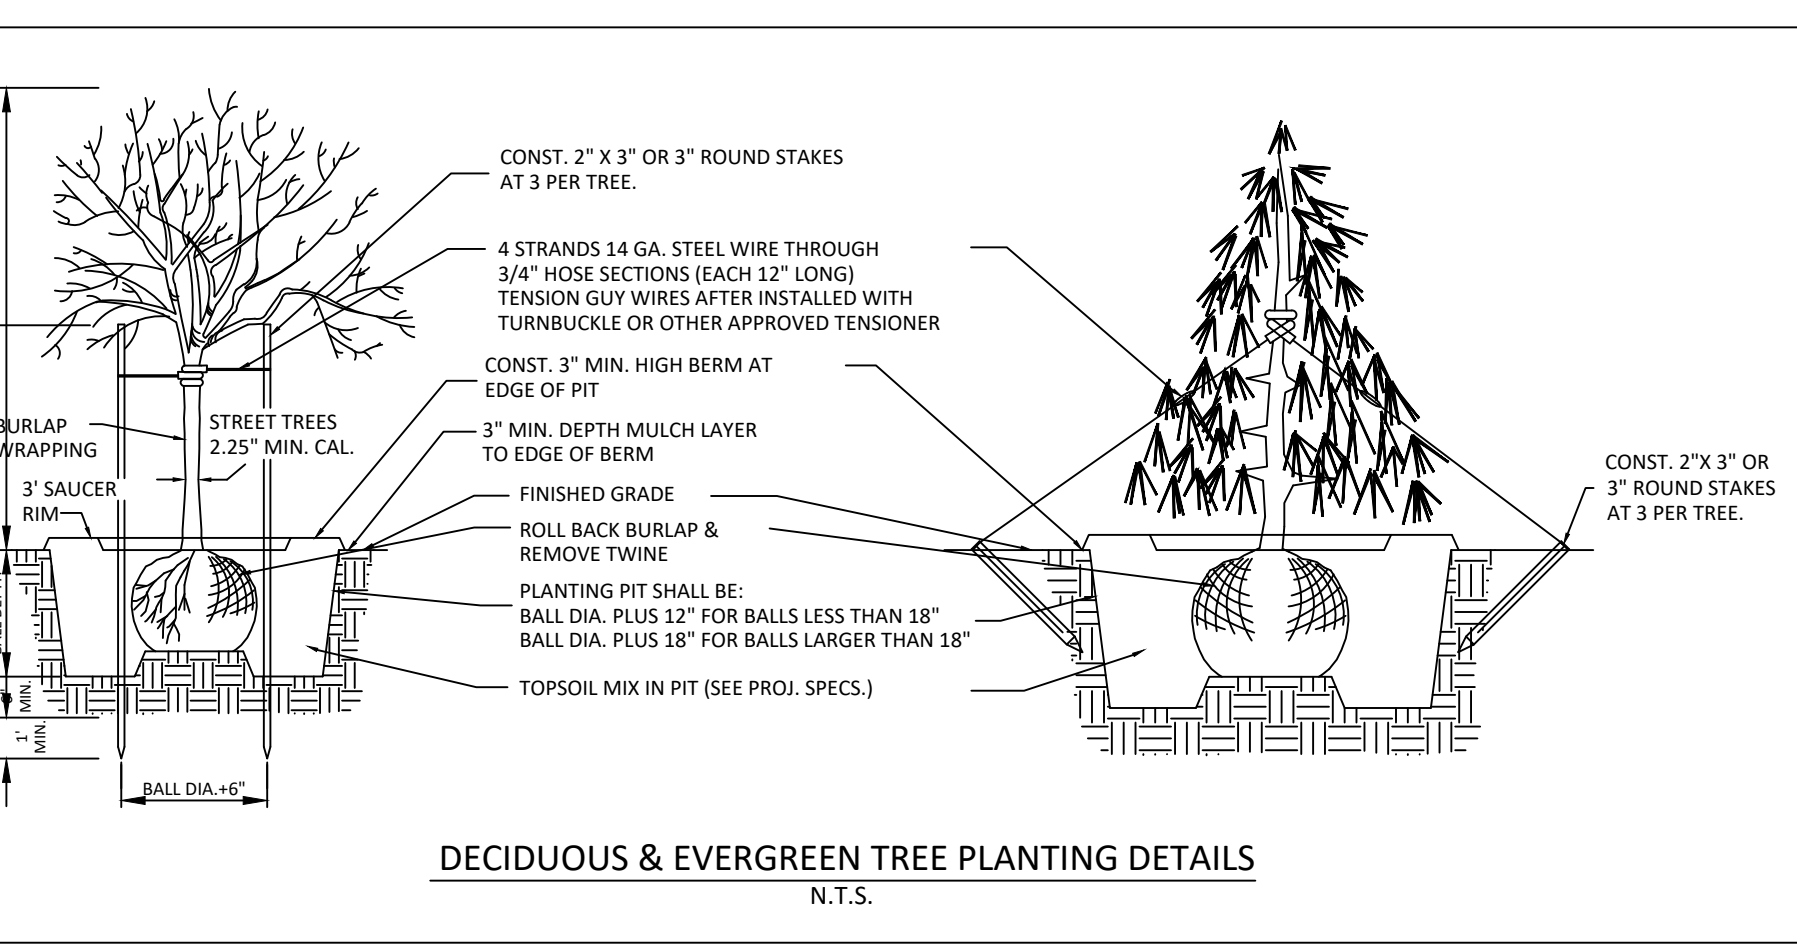 CONST. 2" X 3" OR 3" ROUND STAKES
AT 3 PER TREE.
4 STRANDS 14 GA. STEEL WIRE THROUGH
3/4" HOSE SECTIONS (EACH 12" LONG)
TENSION GUY WIRES AFTER INSTALLED WITH
TURNBUCKLE OR OTHER APPROVED TENSIONER
CONST. 3" MIN. HIGH BERM AT
EDGE OF PIT
BURLAP
WRAPPING
STREET TREES
2.25" MIN. CAL.
3" MIN. DEPTH MULCH LAYER
TO EDGE OF BERM
3' SAUCER
RIM
FINISHED GRADE
ROLL BACK BURLAP &
REMOVE TWINE
PLANTING PIT SHALL BE:
BALL DIA. PLUS 12" FOR BALLS LESS THAN 18"
BALL DIA. PLUS 18" FOR BALLS LARGER THAN 18"
TOPSOIL MIX IN PIT (SEE PROJ. SPECS.)
CONST. 2"X 3" OR
3" ROUND STAKES
AT 3 PER TREE.
MIN.
1'
MIN.
BALL DIA.+6"
DECIDUOUS & EVERGREEN TREE PLANTING DETAILS
N.T.S.